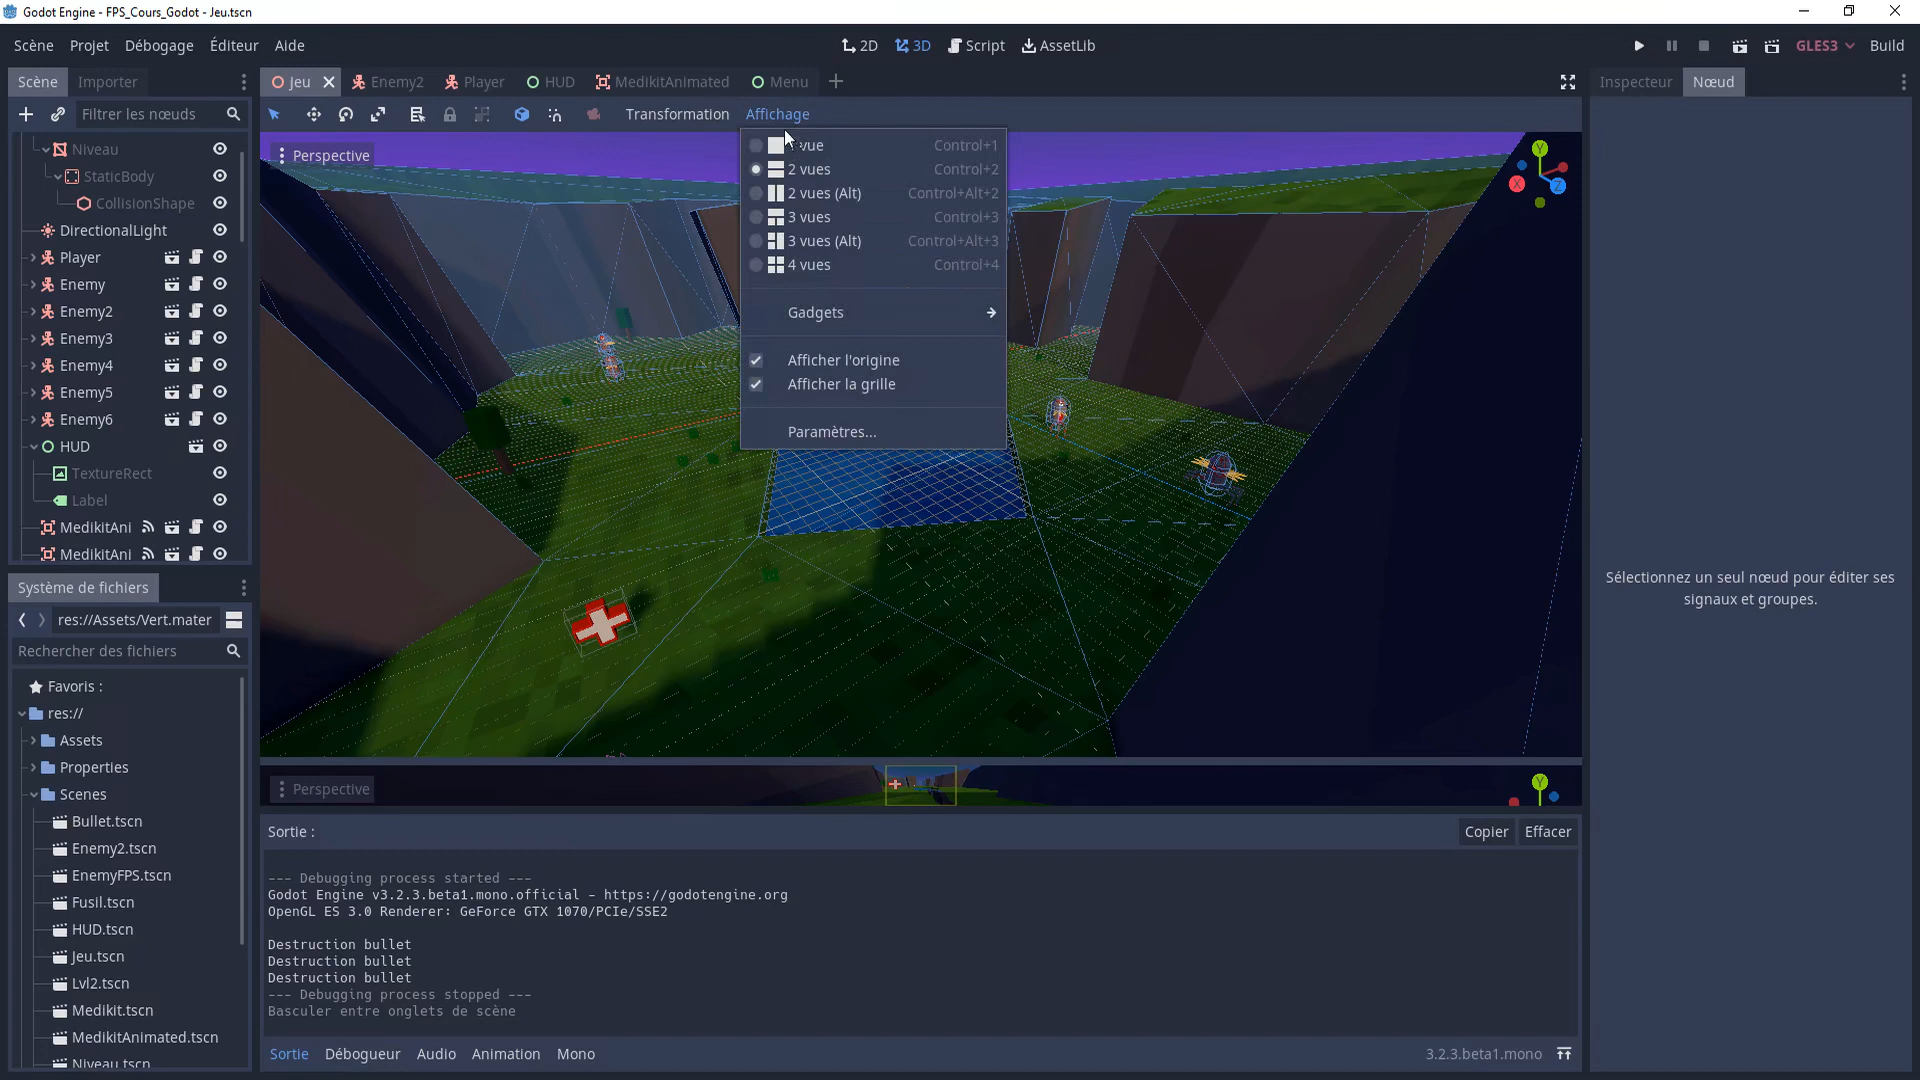 Godot Engine - FPS_Cours_Godot - Jeu.tscn
Scène Projet Débogage Éditeur Aide
2D 3D Script AssetLib
GLES3 Build
Scène Importer
Jeu Enemy2 Player HUD MedikitAnimated Menu
Inspecteur Nœud
Filtrer les nœuds
Transformation Affichage
Niveau
StaticBody
CollisionShape
DirectionalLight
Player
Enemy
Enemy2
Enemy3
Enemy4
Enemy5
Enemy6
HUD
TextureRect
Label
MedikitAni
MedikitAni
Perspective
vue Control+1
2 vues Control+2
2 vues (Alt) Control+Alt+2
3 vues Control+3
3 vues (Alt) Control+Alt+3
4 vues Control+4
Gadgets
Afficher l'origine
Afficher la grille
Paramètres...
Y
X
Z
Perspective
Y
Sélectionnez un seul nœud pour éditer ses
signaux et groupes.
Système de fichiers
res://Assets/Vert.mater
Rechercher des fichiers
Favoris :
res://
Assets
Properties
Scenes
Bullet.tscn
Enemy2.tscn
EnemyFPS.tscn
Fusil.tscn
HUD.tscn
Jeu.tscn
Lvl2.tscn
Medikit.tscn
MedikitAnimated.tscn
Niveau.tscn
Sortie :
Copier Effacer
--- Debugging process started ---
Godot Engine v3.2.3.beta1.mono.official - https://godotengine.org
OpenGL ES 3.0 Renderer: GeForce GTX 1070/PCIe/SSE2
Destruction bullet
Destruction bullet
Destruction bullet
--- Debugging process stopped ---
Basculer entre onglets de scène
Sortie Débogueur Audio Animation Mono
3.2.3.beta1.mono